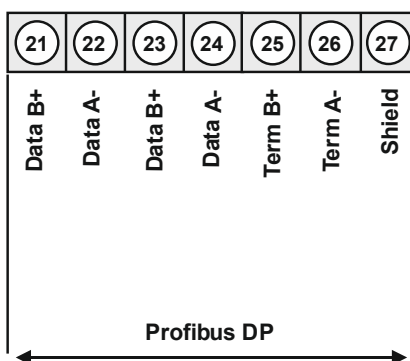 21 22 23 24 25 26 27
Data B+
Data A-
Data B+
Data A-
Term B+
Term A-
Shield
Profibus DP